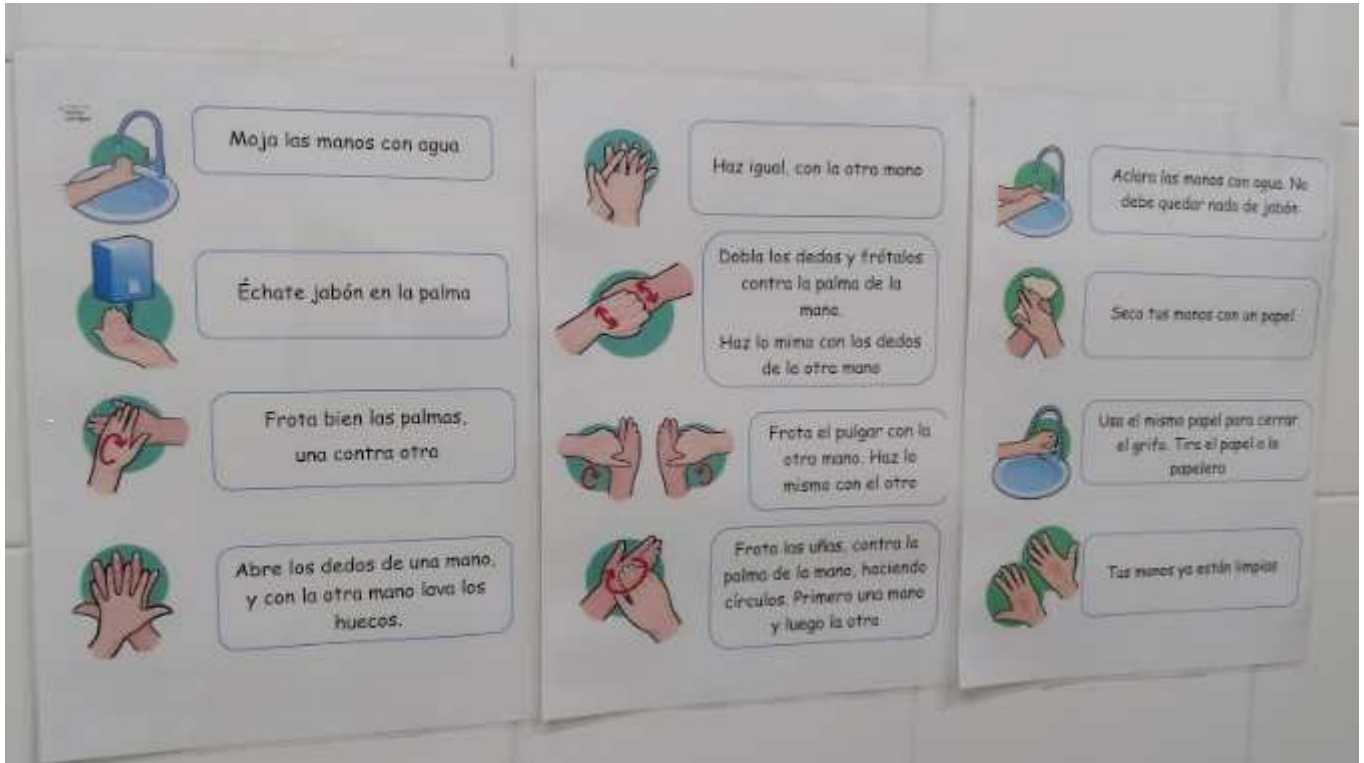 Moja las manos con agua
Échate jabón en la palma
Frota bien las palmas,
una contra otra
Abre los dedos de una mano,
y con la otra mano lava los
huecos.
Haz igual, con la otra mano
Dobla los dedos y frótalos
contra la palma de la
mano.
Haz lo mimo con los dedos
de la otra mano
Frota el pulgar con la
otra mano. Haz lo
mismo con el otro
Frota las uñas, contra la
palma de la mano, haciendo
círculos. Primero una mano
y luego la otra
Aclara las manos con agua. No
debe quedar nada de jabón
Seca tus manos con un papel
Usa el mismo papel para cerrar
el grifo. Tira el papel a la
papelera
Tus manos ya están limpias